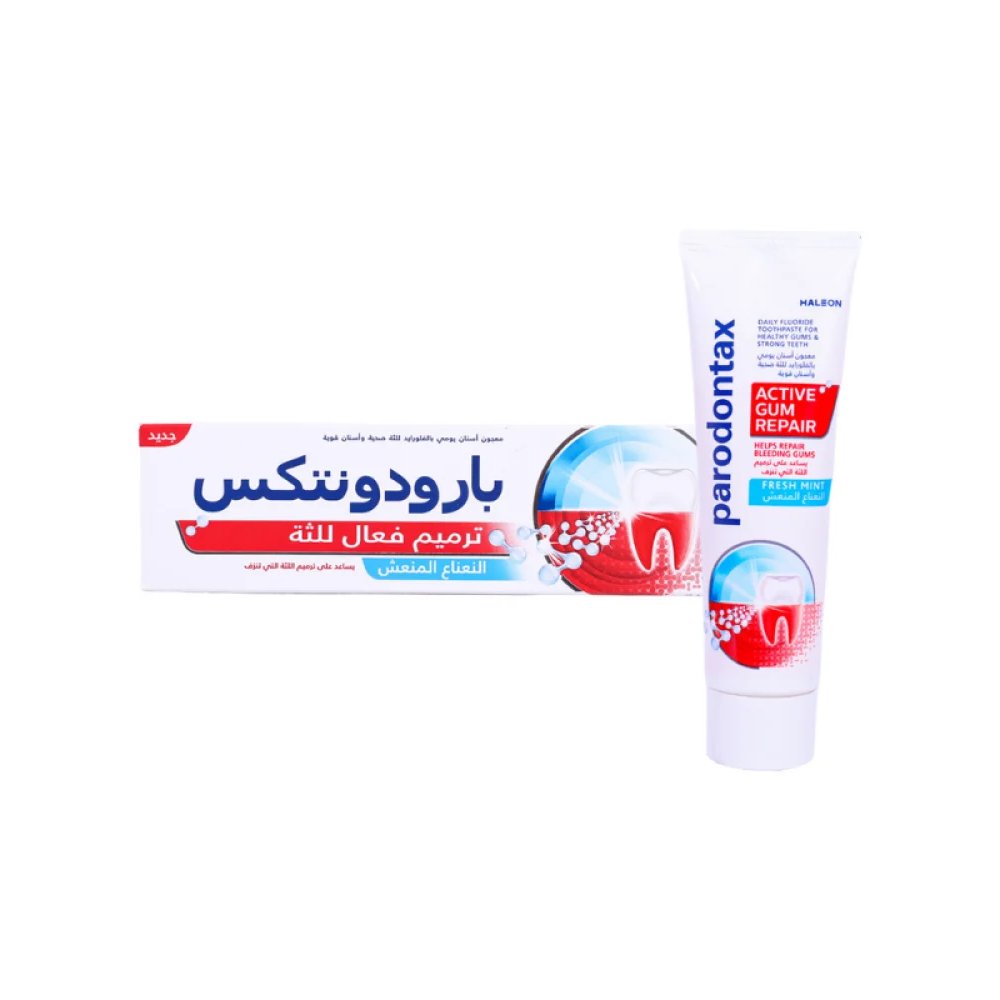 جديد
معجون أسنان يومي بالفلورايد للثة صحية وأسنان قوية
بارودونتكس
ترميم فعال للثة
النعناع المنعش
يساعد على ترميم اللثة التي تنزف
HALEON
parodontax
DAILY FLUORIDE
TOOTHPASTE FOR
HEALTHY GUMS &
STRONG TEETH
معجون أسنان يومي
بالفلورايد للثة صحية
وأسنان قوية
ACTIVE
GUM
REPAIR
HELPS REPAIR
BLEEDING GUMS
يساعد على ترميم
اللثة التي تنزف
FRESH MINT
النعناع المنعش